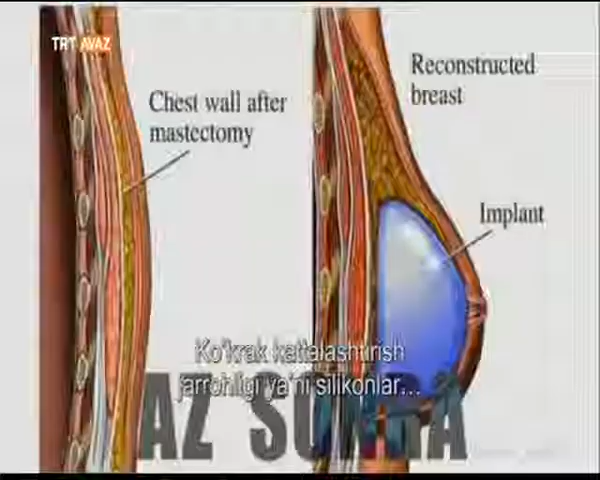 TRT AVAZ
Chest wall after
mastectomy
Reconstructed
breast
Implant
Ko'krak kattalashtirish
jarrohligi ya'ni silikonlar...
AZ SONRA